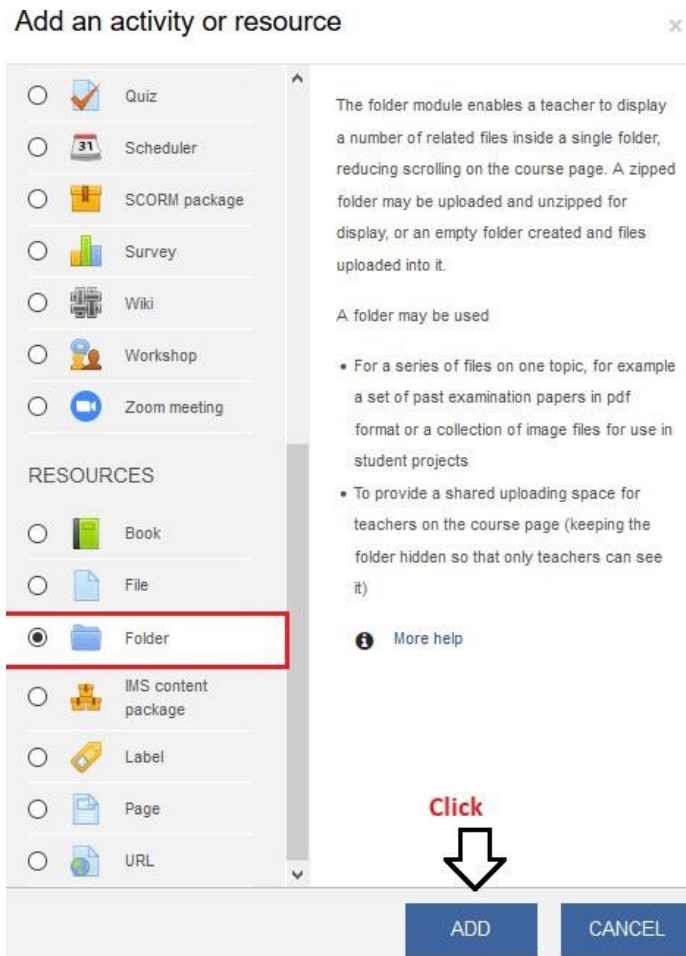 Add an activity or resource
×
Quiz
31
Scheduler
SCORM package
Survey
Wiki
Workshop
Zoom meeting
RESOURCES
Book
File
Folder
IMS content
package
Label
Page
URL
The folder module enables a teacher to display
a number of related files inside a single folder,
reducing scrolling on the course page. A zipped
folder may be uploaded and unzipped for
display, or an empty folder created and files
uploaded into it.
A folder may be used
• For a series of files on one topic, for example
a set of past examination papers in pdf
format or a collection of image files for use in
student projects
• To provide a shared uploading space for
teachers on the course page (keeping the
folder hidden so that only teachers can see
it)
More help
Click
ADD
CANCEL